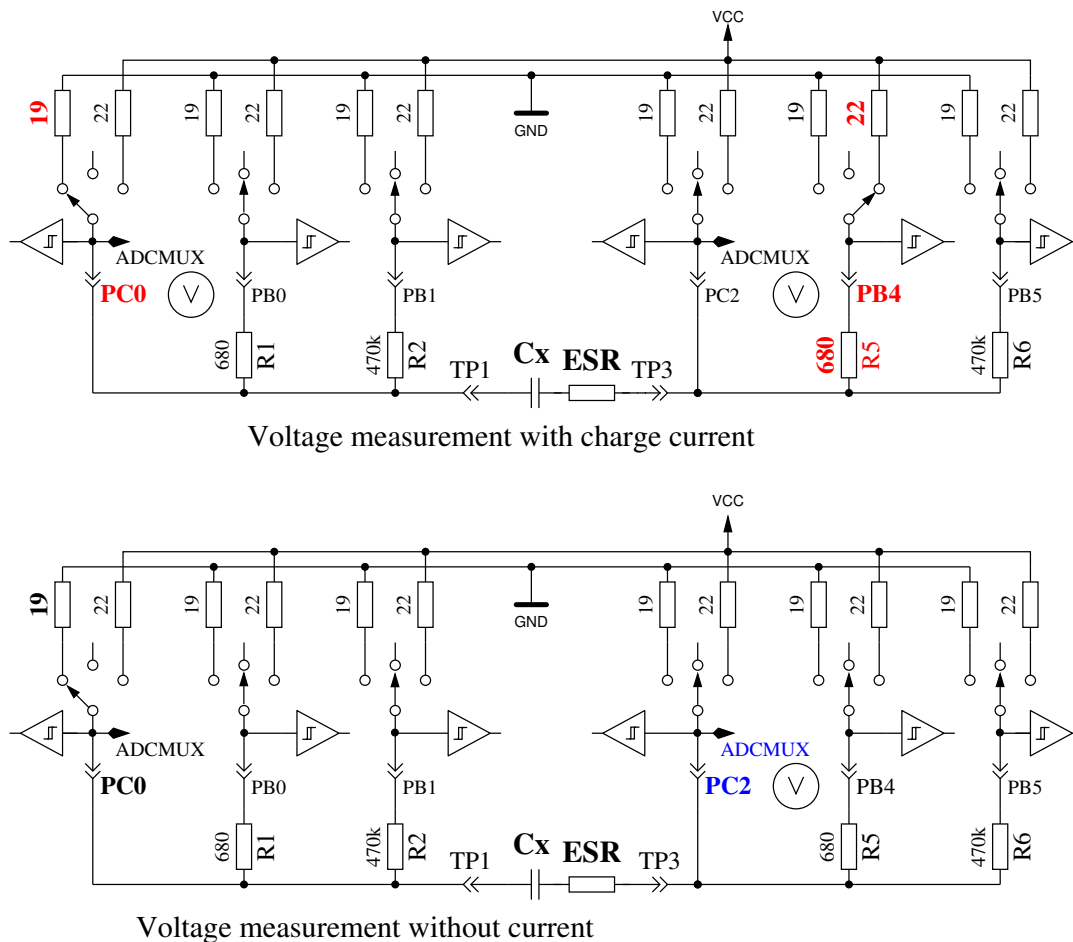 VCC
19 22 19 22 19 22 GND 19 22 19 22 19 22
ADCMUX ADCMUX
PC0 V PB0 PB1 PC2 V PB4 PB5
680 R1 470k R2 680 R5 470k R6
TP1 Cx ESR TP3
Voltage measurement with charge current
VCC
19 22 19 22 19 22 GND 19 22 19 22 19 22
ADCMUX ADCMUX
PC0 PB0 PB1 PC2 V PB4 PB5
680 R1 470k R2 680 R5 470k R6
TP1 Cx ESR TP3
Voltage measurement without current